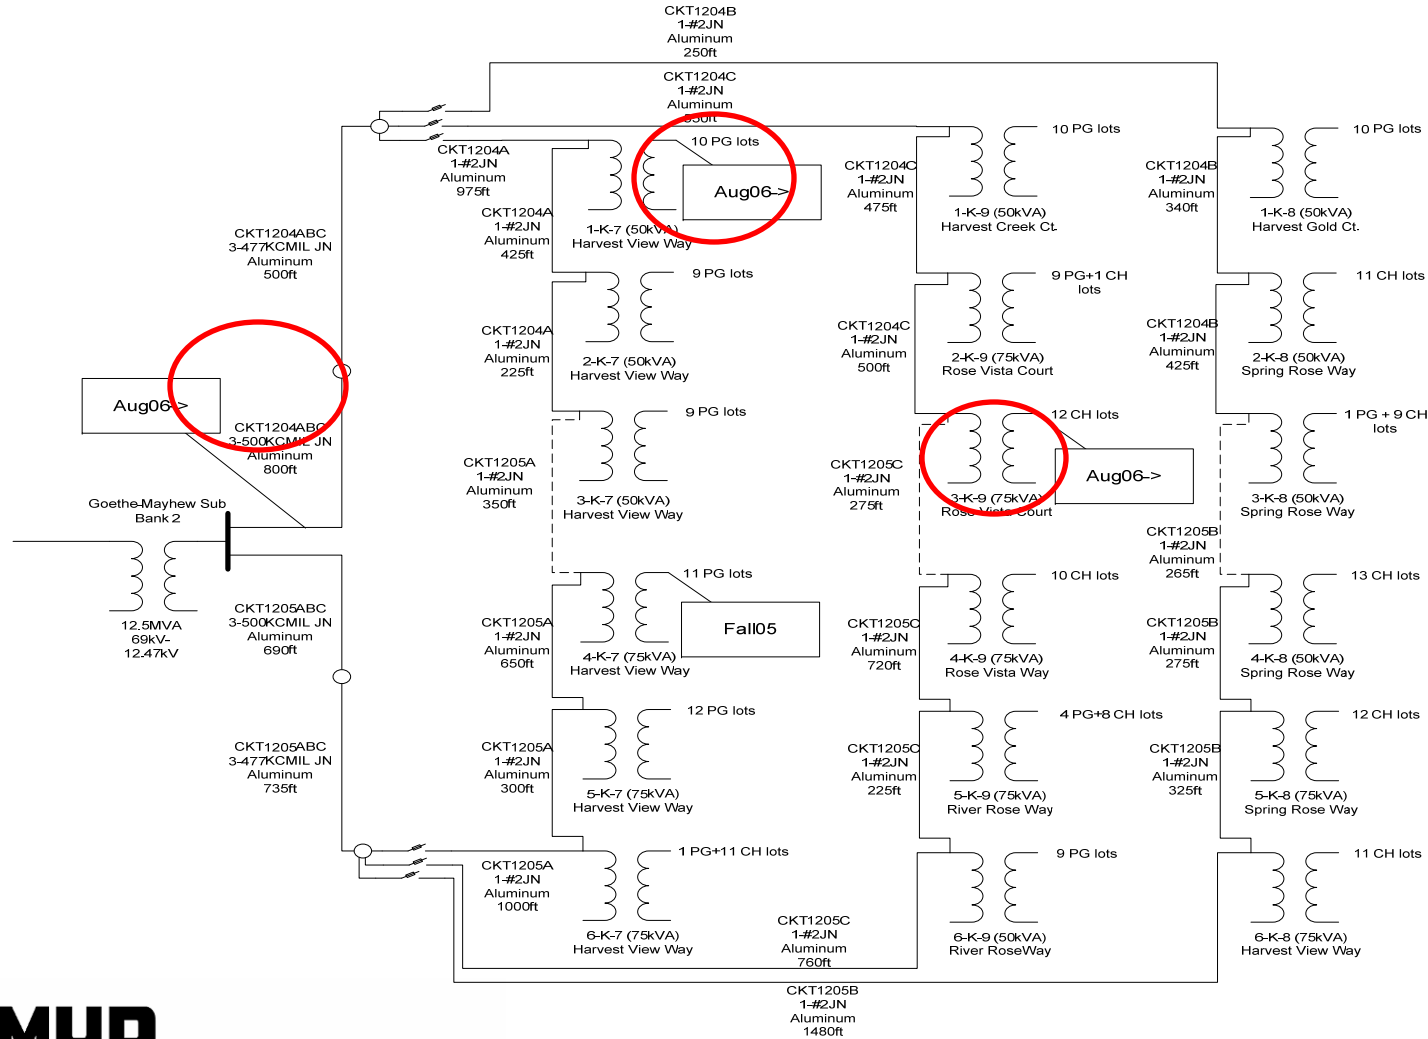 CKT1204B
1-#2JN
Aluminum
250ft
CKT1204C
1-#2JN
Aluminum
550ft
CKT1204A
1-#2JN
Aluminum
975ft
10 PG lots
Aug06->
1-K-7 (50kVA)
Harvest View Way
CKT1204C
1-#2JN
Aluminum
475ft
10 PG lots
1-K-9 (50kVA)
Harvest Creek Ct.
CKT1204B
1-#2JN
Aluminum
340ft
10 PG lots
1-K-8 (50kVA)
Harvest Gold Ct.
CKT1204ABC
3-477KCMIL JN
Aluminum
500ft
CKT1204A
1-#2JN
Aluminum
425ft
9 PG lots
2-K-7 (50kVA)
Harvest View Way
9 PG+1 CH
lots
2-K-9 (75kVA)
Rose Vista Court
11 CH lots
2-K-8 (50kVA)
Spring Rose Way
CKT1204A
1-#2JN
Aluminum
225ft
CKT1204C
1-#2JN
Aluminum
500ft
CKT1204B
1-#2JN
Aluminum
425ft
Aug06->
CKT1204ABC
3-500KCMIL JN
Aluminum
800ft
9 PG lots
3-K-7 (50kVA)
Harvest View Way
12 CH lots
Aug06->
3-K-9 (75kVA)
Rose Vista Court
1 PG + 9 CH
lots
3-K-8 (50kVA)
Spring Rose Way
CKT1205A
1-#2JN
Aluminum
350ft
CKT1205C
1-#2JN
Aluminum
275ft
CKT1205B
1-#2JN
Aluminum
265ft
Goethe-Mayhew Sub
Bank 2
12.5MVA
69kV-
12.47kV
CKT1205ABC
3-500KCMIL JN
Aluminum
690ft
11 PG lots
Fall05
4-K-7 (75kVA)
Harvest View Way
10 CH lots
4-K-9 (75kVA)
Rose Vista Way
13 CH lots
4-K-8 (50kVA)
Spring Rose Way
CKT1205A
1-#2JN
Aluminum
650ft
CKT1205C
1-#2JN
Aluminum
720ft
CKT1205B
1-#2JN
Aluminum
275ft
12 PG lots
5-K-7 (75kVA)
Harvest View Way
4 PG+8 CH lots
5-K-9 (75kVA)
River Rose Way
12 CH lots
5-K-8 (75kVA)
Spring Rose Way
CKT1205ABC
3-477KCMIL JN
Aluminum
735ft
CKT1205A
1-#2JN
Aluminum
300ft
CKT1205C
1-#2JN
Aluminum
225ft
CKT1205B
1-#2JN
Aluminum
325ft
1 PG+11 CH lots
6-K-7 (75kVA)
Harvest View Way
9 PG lots
6-K-9 (50kVA)
River RoseWay
11 CH lots
6-K-8 (75kVA)
Harvest View Way
CKT1205A
1-#2JN
Aluminum
1000ft
CKT1205C
1-#2JN
Aluminum
760ft
CKT1205B
1-#2JN
Aluminum
1480ft
MUD